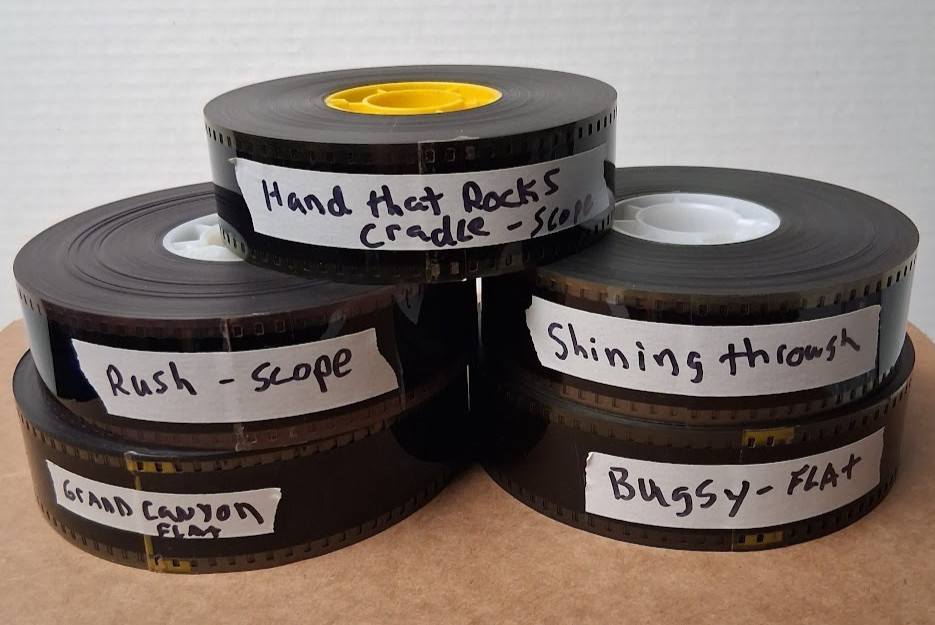 Hand that Rocks
Cradle - Scope
Rush - Scope
Shining through
GRAND CANYON
FLAt
Bugsy - FLAt